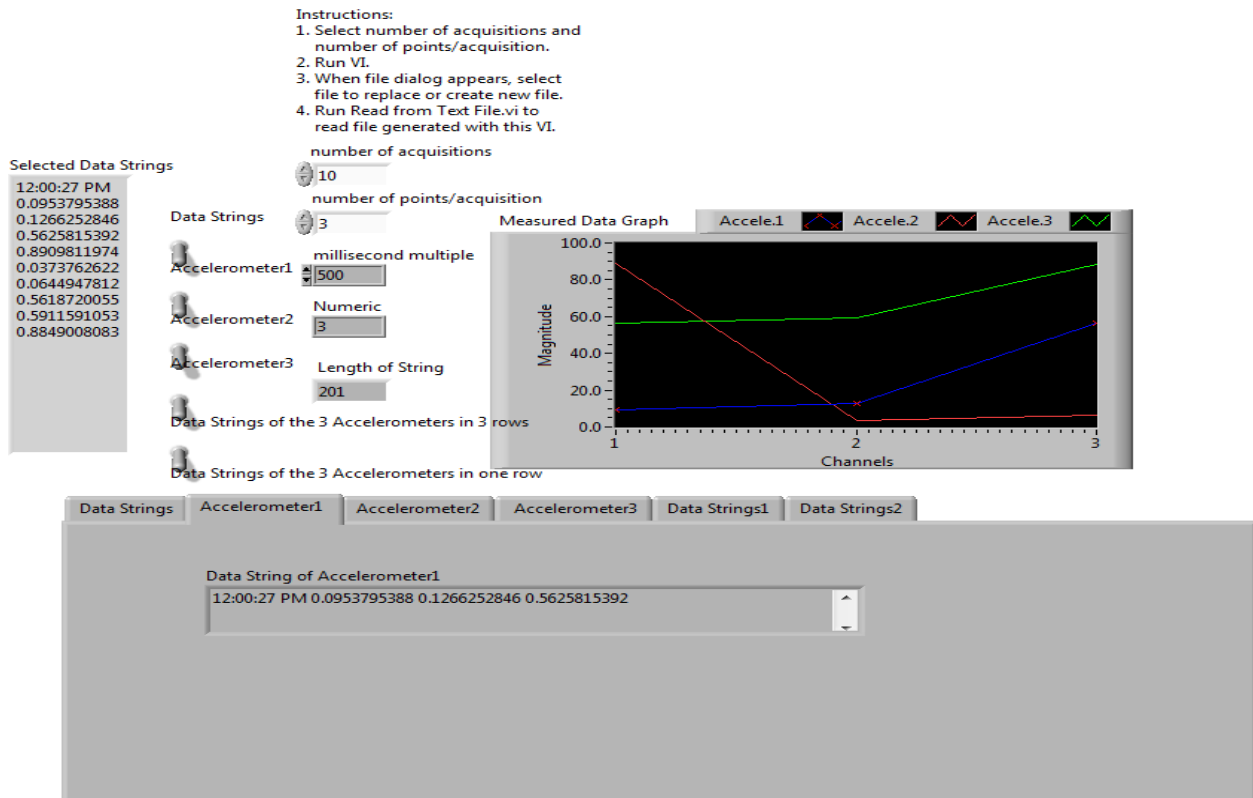 Instructions:
1. Select number of acquisitions and
number of points/acquisition.
2. Run VI.
3. When file dialog appears, select
file to replace or create new file.
4. Run Read from Text File.vi to
read file generated with this VI.
number of acquisitions
10
number of points/acquisition
3
Selected Data Strings
12:00:27 PM
0.0953795388
0.1266252846
0.5625815392
0.8909811974
0.0373762622
0.0644947812
0.5618720055
0.5911591053
0.8849008083
Data Strings
Accelerometer1
Accelerometer2
Accelerometer3
Data Strings of the 3 Accelerometers in 3 rows
Data Strings of the 3 Accelerometers in one row
millisecond multiple
500
Numeric
3
Length of String
201
Measured Data Graph
Accele.1 Accele.2 Accele.3
100.0
80.0
60.0
40.0
20.0
0.0
Magnitude
1 2 3
Channels
Data Strings Accelerometer1 Accelerometer2 Accelerometer3 Data Strings1 Data Strings2
Data String of Accelerometer1
12:00:27 PM 0.0953795388 0.1266252846 0.5625815392